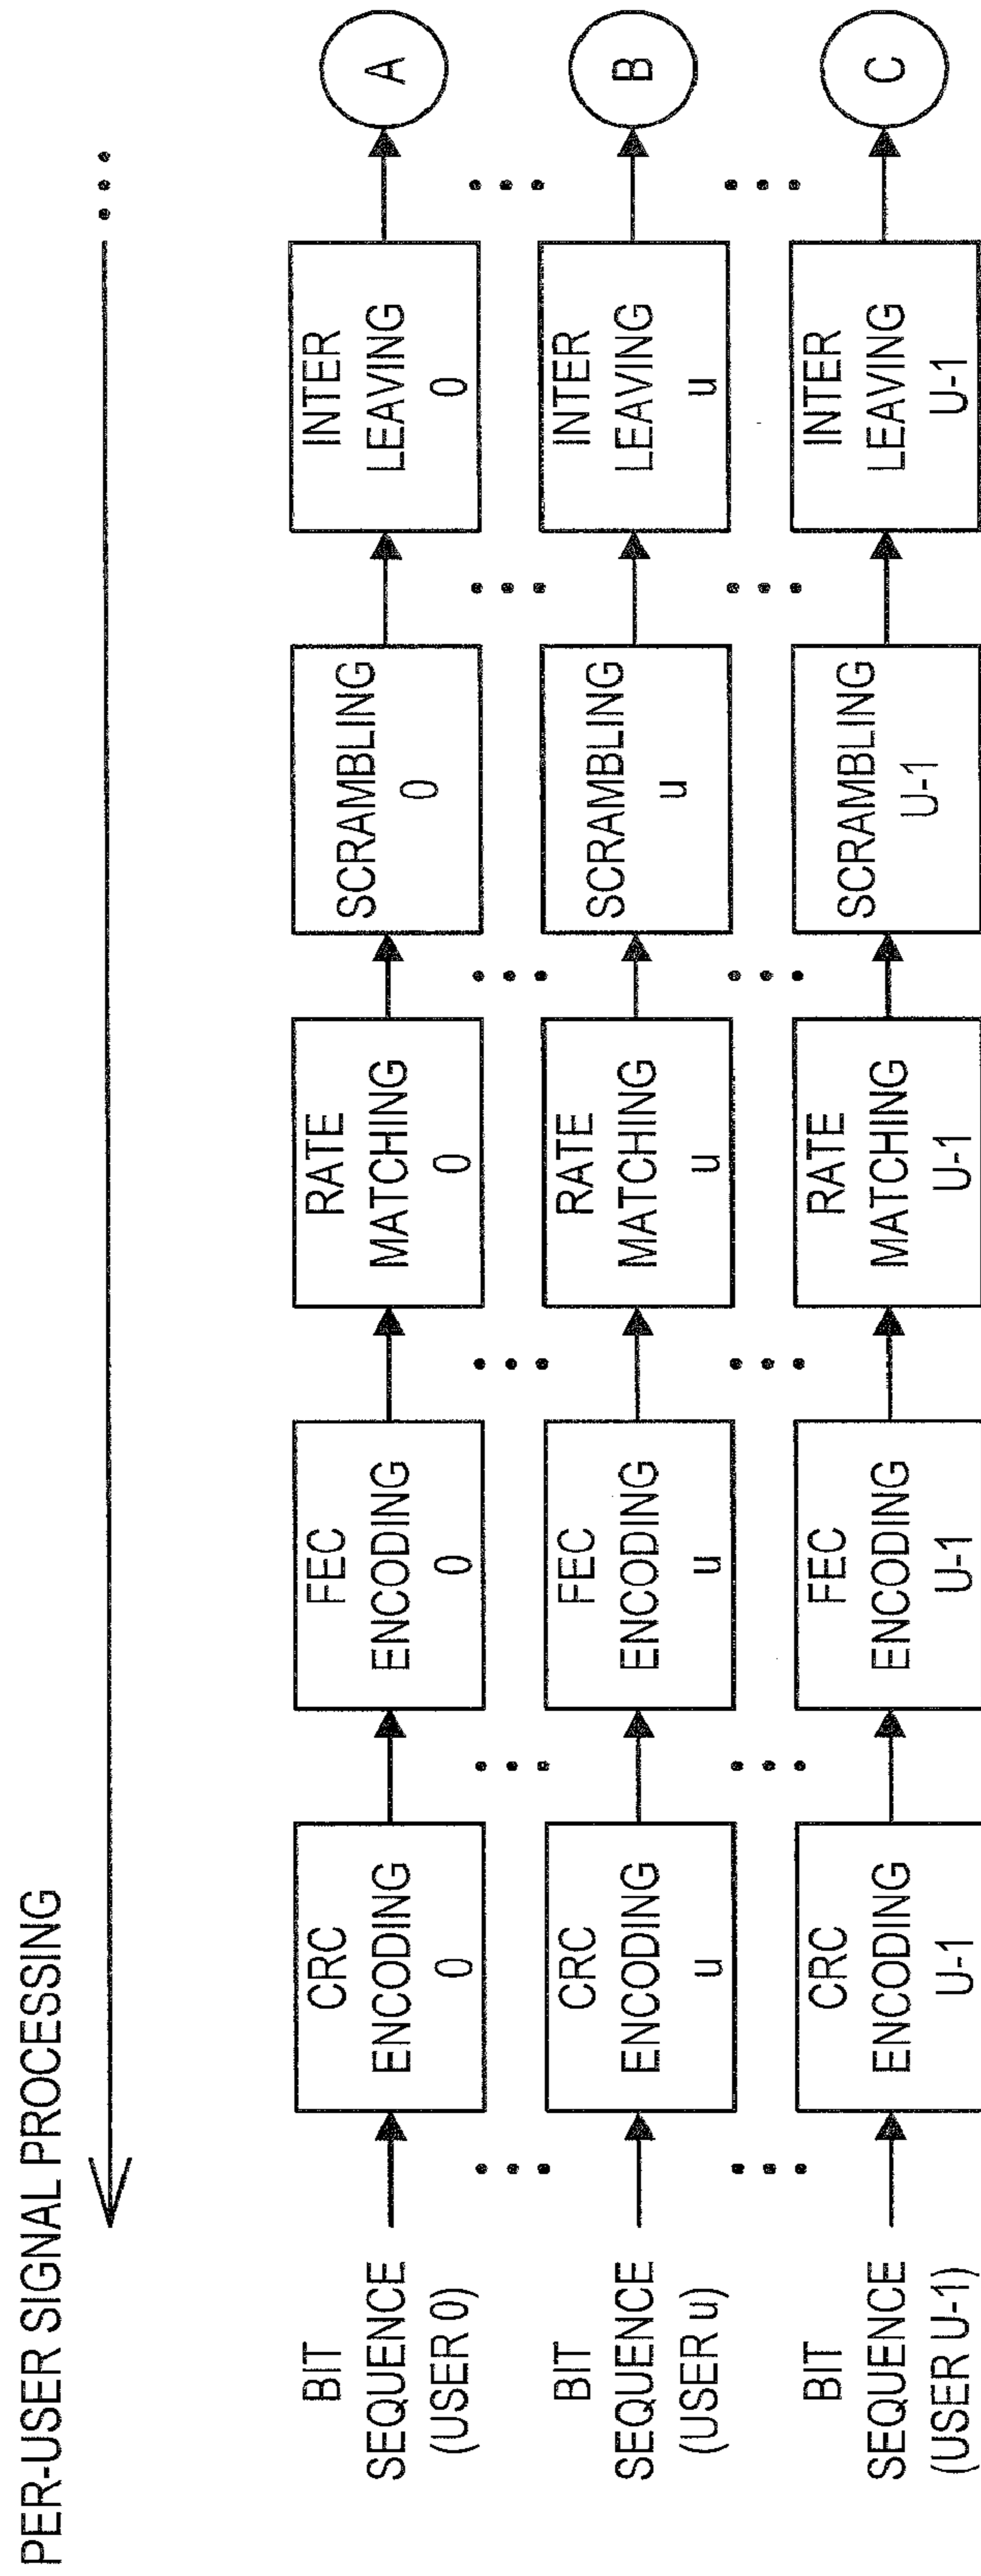 PER-USER SIGNAL PROCESSING
BIT
SEQUENCE
(USER 0)
CRC
ENCODING
0
FEC
ENCODING
0
RATE
MATCHING
0
SCRAMBLING
0
INTER
LEAVING
0
A
BIT
SEQUENCE
(USER u)
CRC
ENCODING
u
FEC
ENCODING
u
RATE
MATCHING
u
SCRAMBLING
u
INTER
LEAVING
u
B
BIT
SEQUENCE
(USER U-1)
CRC
ENCODING
U-1
FEC
ENCODING
U-1
RATE
MATCHING
U-1
SCRAMBLING
U-1
INTER
LEAVING
U-1
C